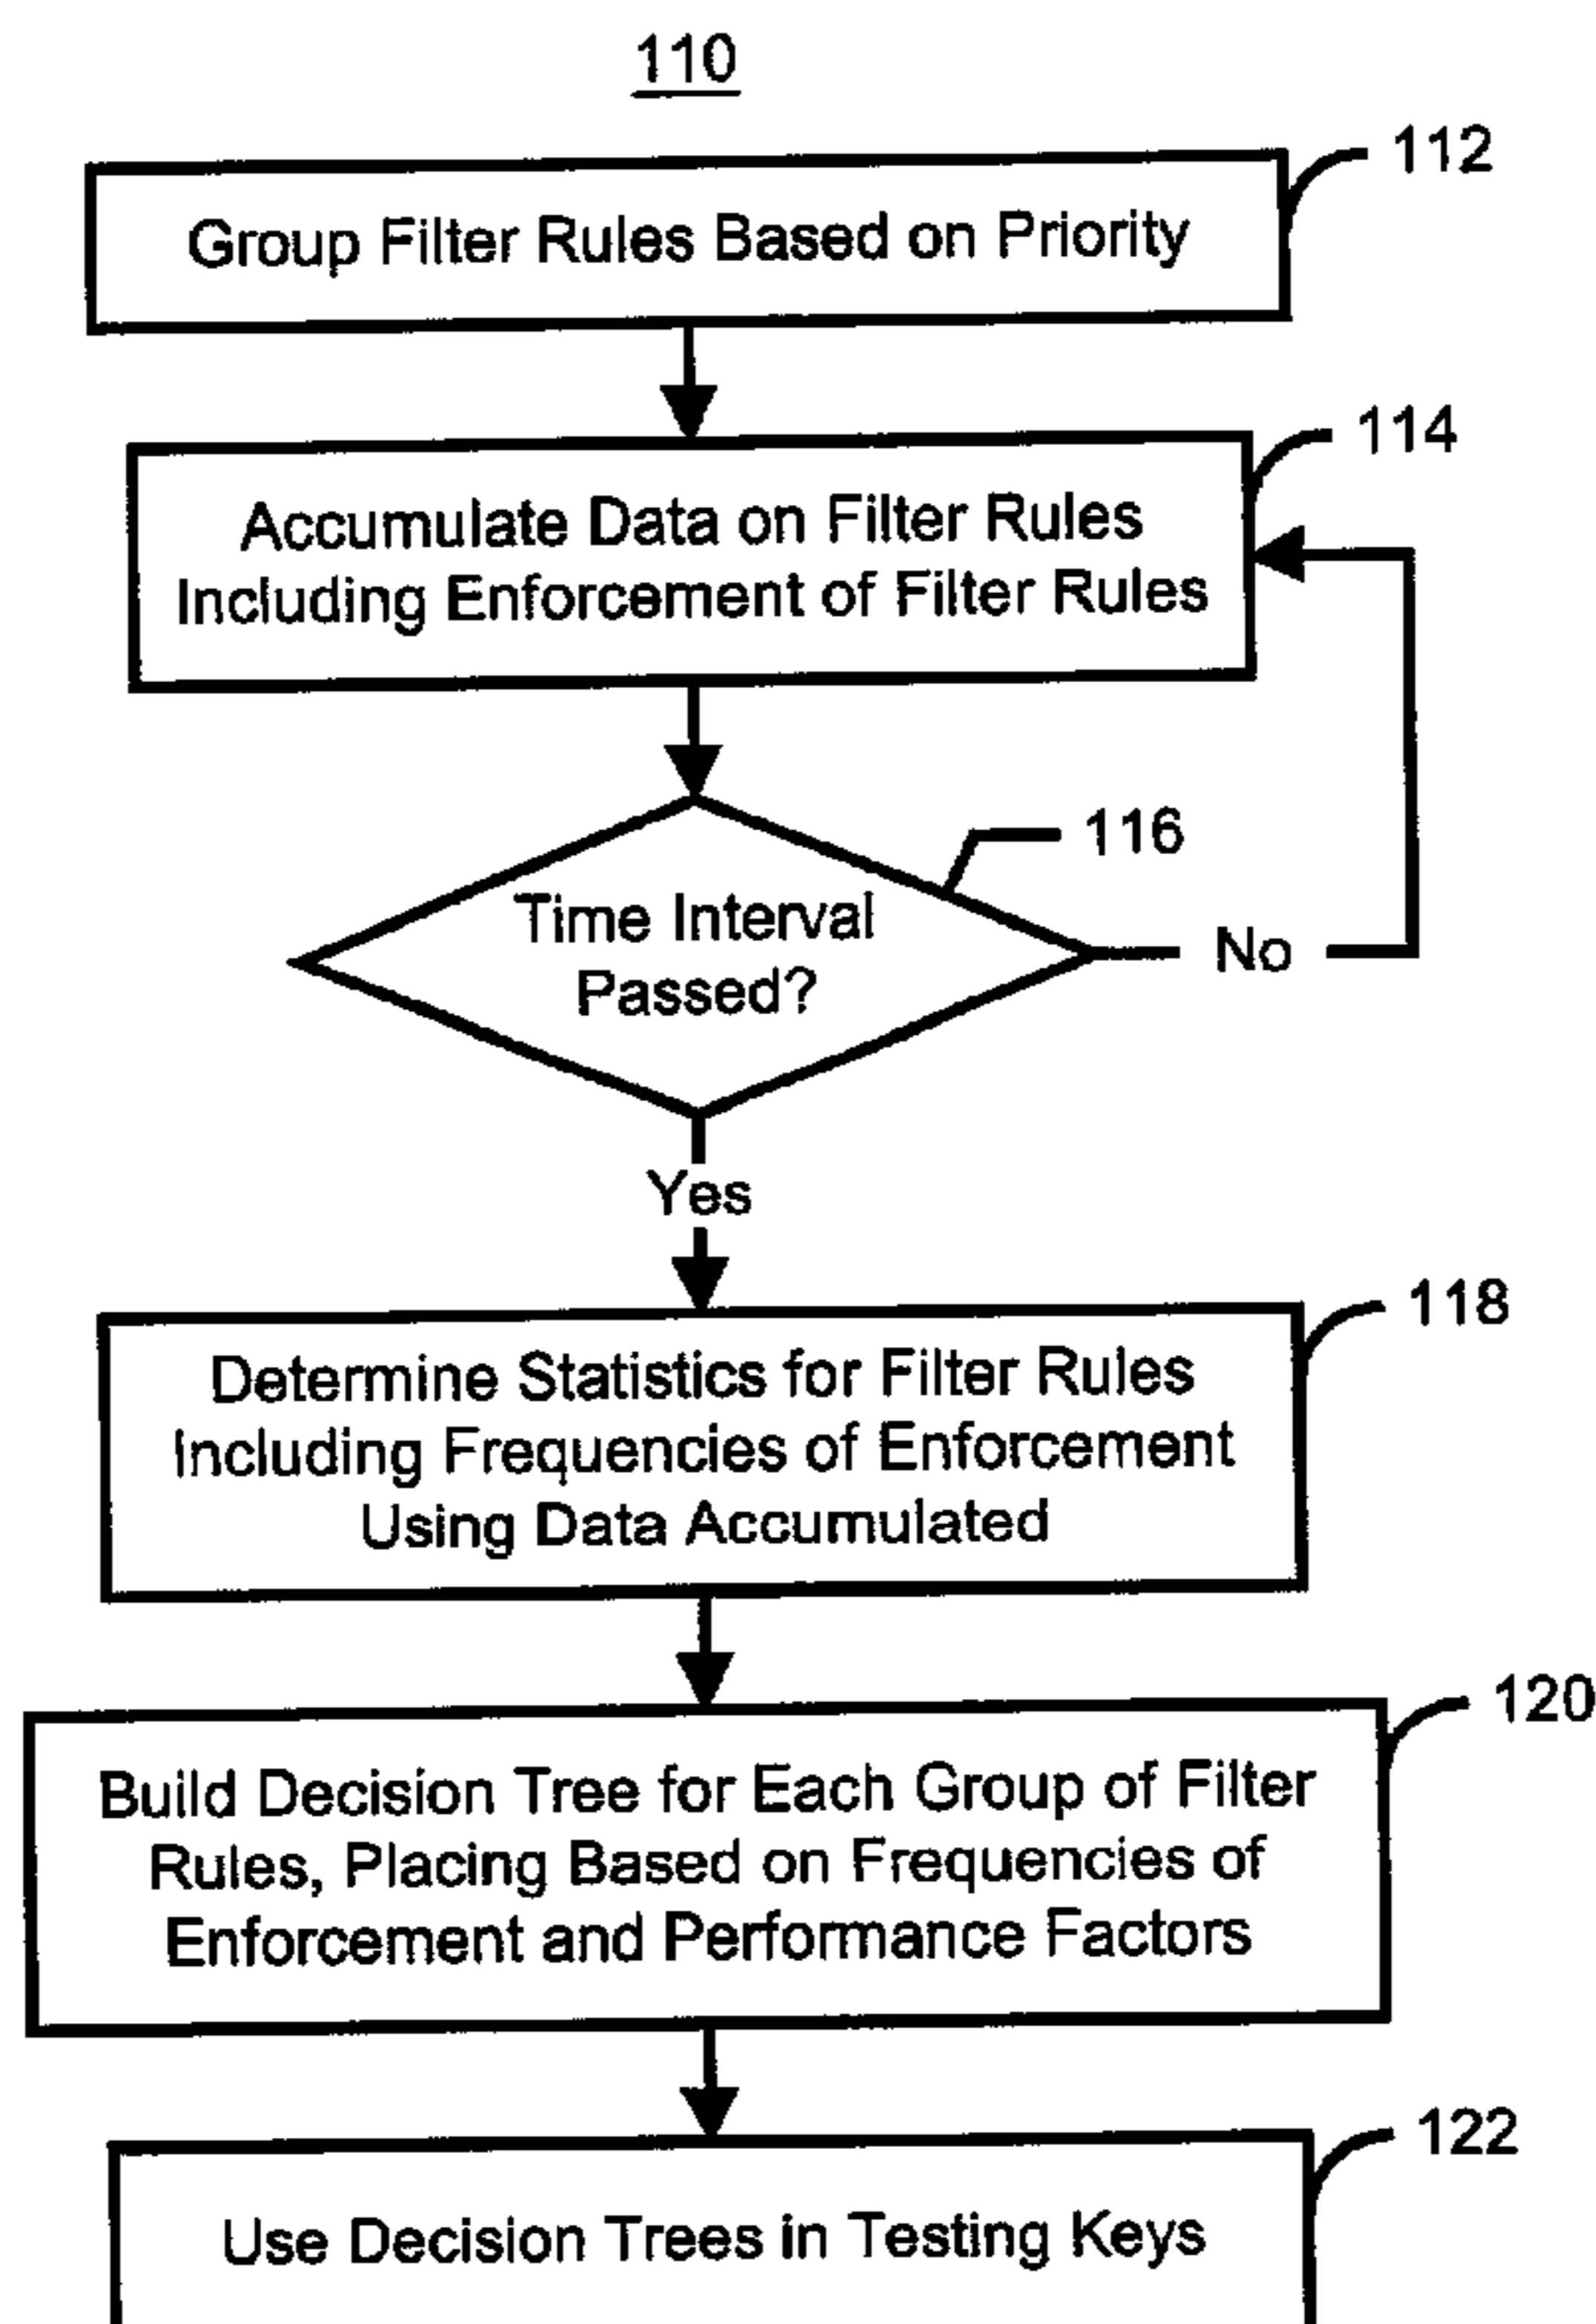 110
112
Group Filter Rules Based on Priority
114
Accumulate Data on Filter Rules
Including Enforcement of Filter Rules
116
Time Interval
Passed?
No
Yes
118
Determine Statistics for Filter Rules
Including Frequencies of Enforcement
Using Data Accumulated
120
Build Decision Tree for Each Group of Filter
Rules, Placing Based on Frequencies of
Enforcement and Performance Factors
122
Use Decision Trees in Testing Keys